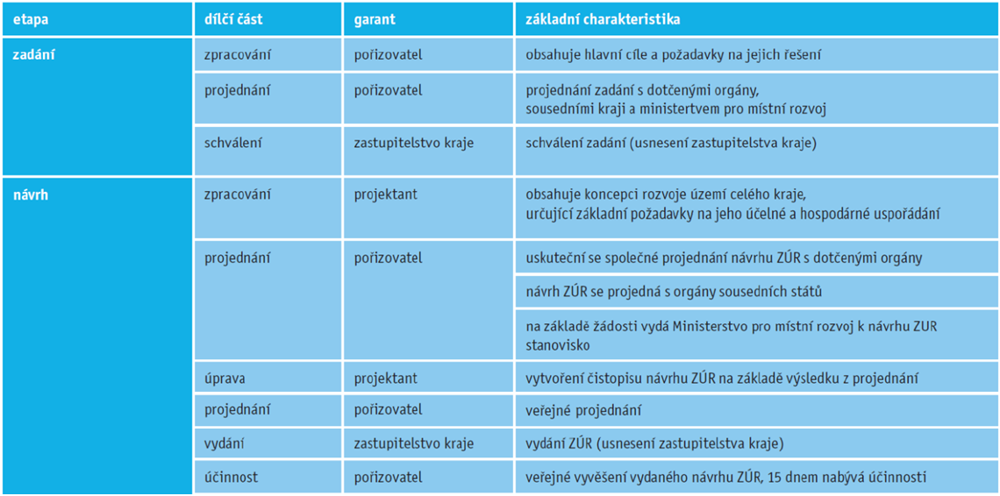 etapa dílčí část garant základní charakteristika
zadání zpracování pořizovatel obsahuje hlavní cíle a požadavky na jejich řešení
projednání pořizovatel projednání zadání s dotčenými orgány,
sousedními kraji a ministertvem pro místní rozvoj
schválení zastupitelstvo kraje schválení zadání (usnesení zastupitelstva kraje)
návrh zpracování projektant obsahuje koncepci rozvoje území celého kraje,
určující základní požadavky na jeho účelné a hospodárné uspořádání
projednání pořizovatel uskuteční se společné projednání návrhu ZÚR s dotčenými orgány
návrh ZÚR se projedná s orgány sousedních států
na základě žádosti vydá Ministerstvo pro místní rozvoj k návrhu ZUR
stanovisko
úprava projektant vytvoření čistopisu návrhu ZÚR na základě výsledku z projednání
projednání pořizovatel veřejné projednání
vydání zastupitelstvo kraje vydání ZÚR (usnesení zastupitelstva kraje)
účinnost pořizovatel veřejné vyvěšení vydaného návrhu ZÚR, 15 dnem nabývá účinnosti